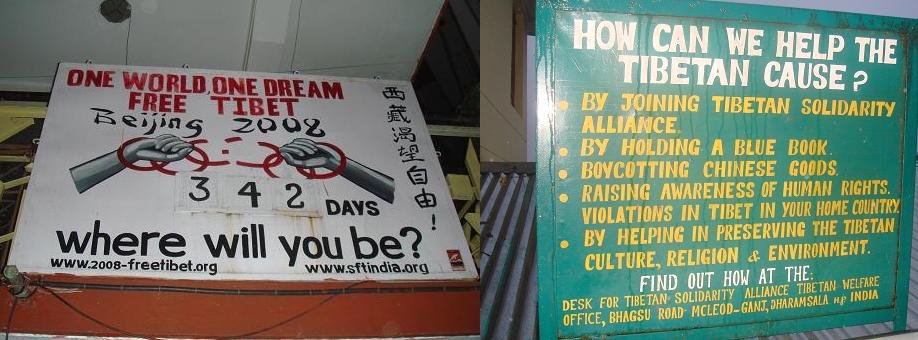 ONE WORLD, ONE DREAM
FREE TIBET
Beijing 2008
西藏渴望自由!
3 4 2 DAYS
where will you be?
www.2008-freetibet.org
www.sftindia.org
HOW CAN WE HELP THE
TIBETAN CAUSE?
• BY JOINING TIBETAN SOLIDARITY
ALLIANCE.
• BY HOLDING A BLUE BOOK.
• BOYCOTTING CHINESE GOODS.
• RAISING AWARENESS OF HUMAN RIGHTS.
VIOLATIONS IN TIBET IN YOUR HOME COUNTRY.
• BY HELPING IN PRESERVING THE TIBETAN
CULTURE, RELIGION & ENVIRONMENT.
FIND OUT HOW AT THE:
DESK FOR TIBETAN SOLIDARITY ALLIANCE TIBETAN WELFARE
OFFICE, BHAGSU ROAD MCLEOD-GANJ, DHARAMSALA H.P INDIA